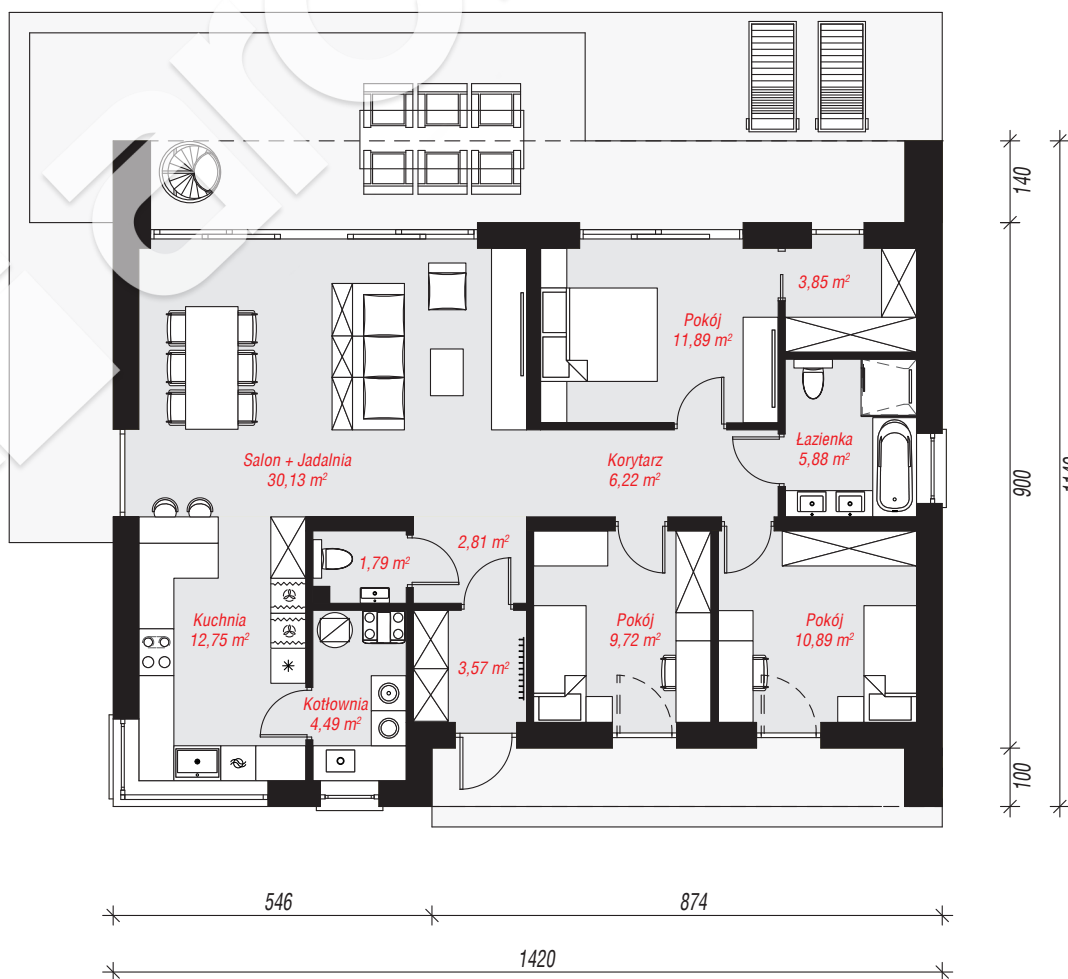 140
3,85 m²
Pokój
11,89 m²
Łazienka
5,88 m²
Salon + Jadalnia
30,13 m²
Korytarz
6,22 m²
900
2,81 m²
1,79 m²
Kuchnia
12,75 m²
Pokój
9,72 m²
Pokój
10,89 m²
3,57 m²
Kotłownia
4,49 m²
100
546
874
1420